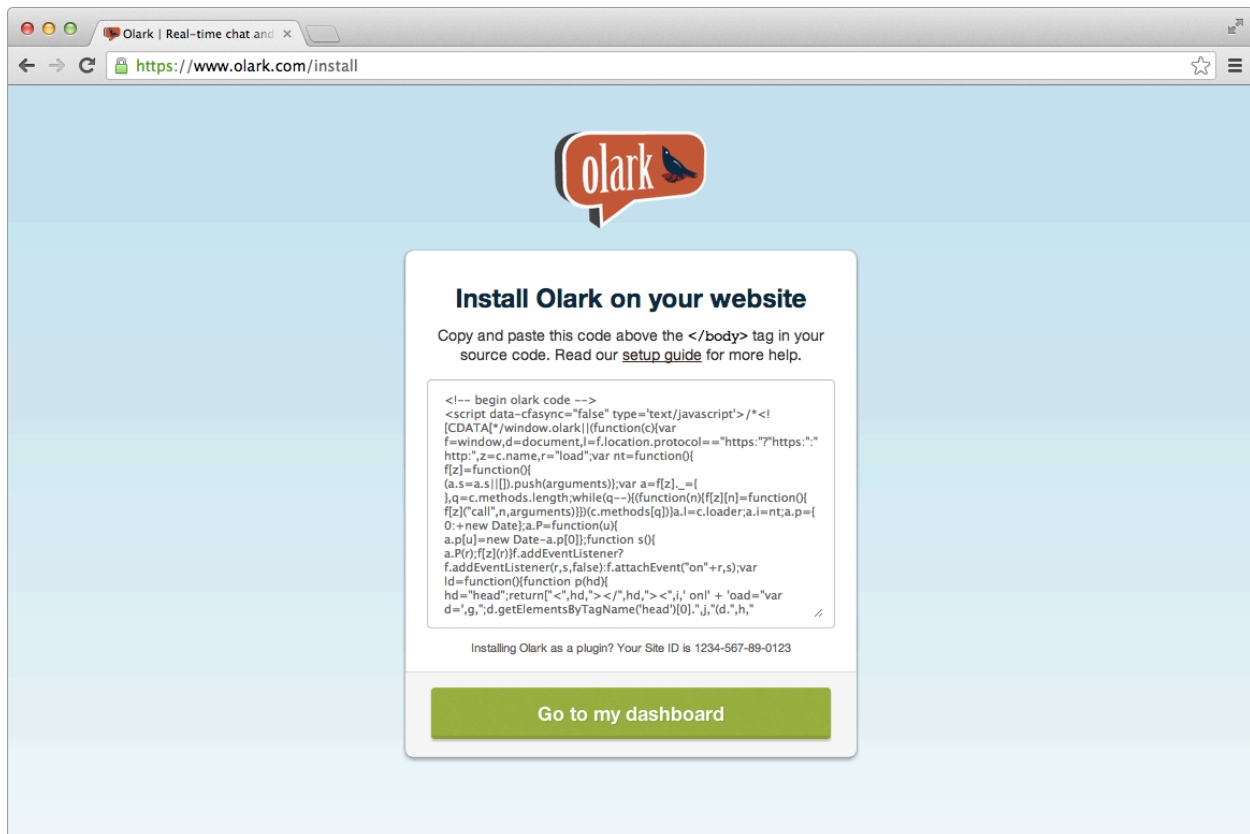 Olark | Real-time chat and
https://www.olark.com/install
olark
Install Olark on your website
Copy and paste this code above the </body> tag in your
source code. Read our setup guide for more help.
<!-- begin olark code -->
<script data-cfasync="false" type='text/javascript'>/*<!
[CDATA[*/window.olark||(function(c){var
f=window,d=document,l=f.location.protocol=="https:"?"https:":"
http:",z=c.name,r="load";var nt=function(){
f[z]=function(){
(a.s=a.s||[]).push(arguments)};var a=f[z]._={
},q=c.methods.length;while(q--){(function(n){f[z][n]=function(){
f[z]("call",n,arguments)}})(c.methods[q])}a.l=c.loader;a.i=nt;a.p={
0:+new Date};a.P=function(u){
a.p[u]=new Date-a.p[0]};function s(){
a.P(r);f[z](r)}f.addEventListener?
f.addEventListener(r,s,false):f.attachEvent("on"+r,s);var
ld=function(){function p(hd){
hd="head";return["<",hd,"></",hd,"><",i,' onl' + 'oad="var
d=',g,";d.getElementsByTagName('head')[0].",j,"(d.",h,"
Installing Olark as a plugin? Your Site ID is 1234-567-89-0123
Go to my dashboard